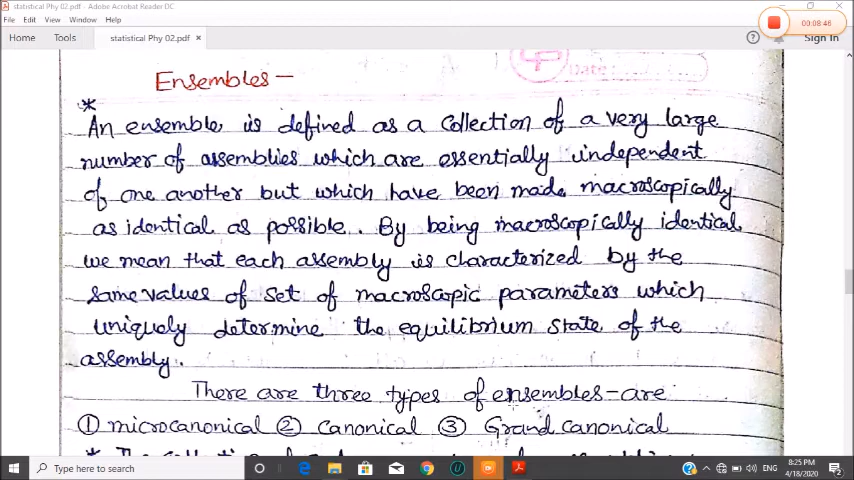 statistical Phy 02.pdf - Adobe Acrobat Reader DC
File Edit View Window Help
00:08:46
Home Tools statistical Phy 02.pdf × Sign In
Date:
Ensembles -
* An ensemble is defined as a collection of a very large
number of assemblies which are essentially independent
of one another but which have been made macroscopically
as identical as possible. By being macroscopically identical
we mean that each assembly is characterized by the
same values of set of macroscopic parameters which
uniquely determine the equilibrium state of the
assembly.
There are three types of ensembles - are
① microcanonical ② Canonical ③ Grand canonical
Type here to search
ENG
8:25 PM
4/18/2020
2